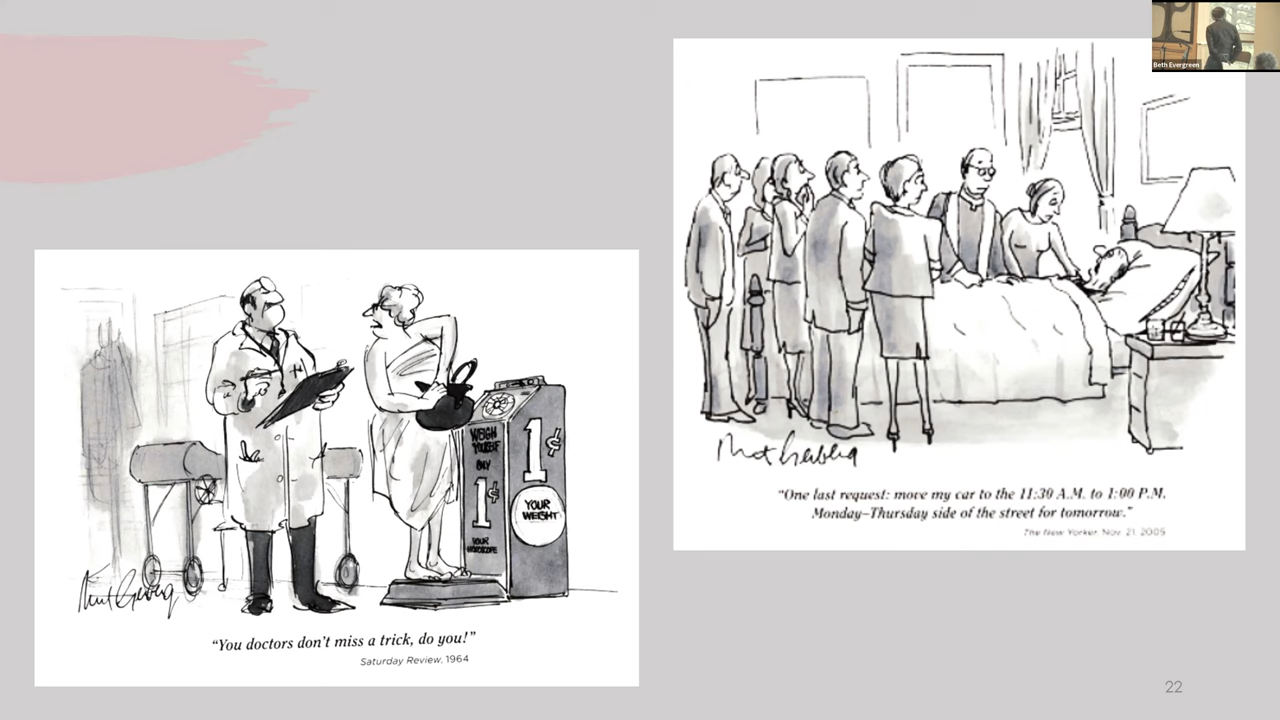 Beth Evergreen
WEIGH
YOURSELF
ONLY
1¢
YOUR
HOROSCOPE
1¢
YOUR
WEIGHT
"You doctors don't miss a trick, do you!"
Saturday Review, 1964
"One last request: move my car to the 11:30 A.M. to 1:00 P.M.
Monday–Thursday side of the street for tomorrow."
The New Yorker, Nov. 21, 2005
22